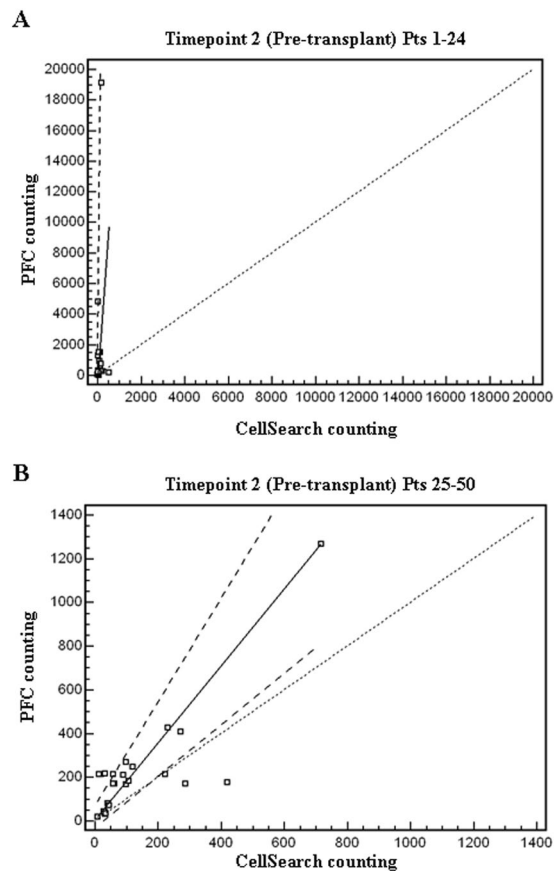 A
Timepoint 2 (Pre-transplant) Pts 1-24
20000
18000
16000
14000
12000
10000
8000
6000
4000
2000
0
PFC counting
0 2000 4000 6000 8000 10000 12000 14000 16000 18000 20000
CellSearch counting
B
Timepoint 2 (Pre-transplant) Pts 25-50
1400
1200
1000
800
600
400
200
0
PFC counting
0 200 400 600 800 1000 1200 1400
CellSearch counting